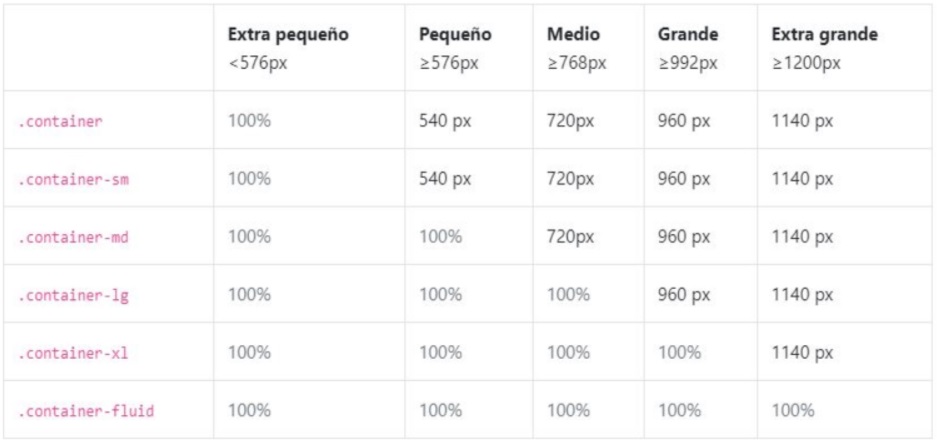 Extra pequeño Pequeño Medio Grande Extra grande
<576px ≥576px ≥768px ≥992px ≥1200px
.container 100% 540 px 720px 960 px 1140 px
.container-sm 100% 540 px 720px 960 px 1140 px
.container-md 100% 100% 720px 960 px 1140 px
.container-lg 100% 100% 100% 960 px 1140 px
.container-xl 100% 100% 100% 100% 1140 px
.container-fluid 100% 100% 100% 100% 100%